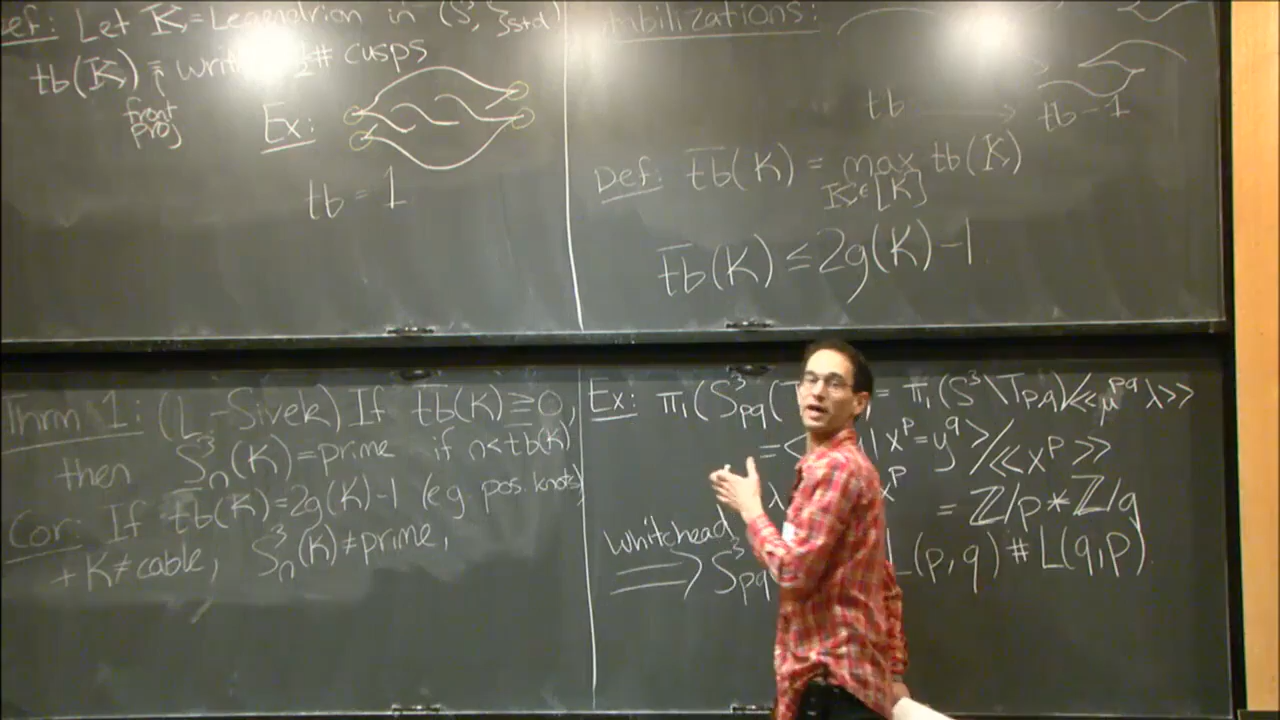 Def: Let K = Legendrian in (S³, ξstd)
tb(K) = writhe - ½# cusps
↑
front
proj
Ex:
tb = 1
Stabilizations:
tb → tb - 1
Def: t̅b̅(K) = max tb(K)
K∈[K]
t̅b̅(K) ≤ 2g(K) - 1
Thrm 1: (L-Sivek) If t̅b̅(K) ≥ 0,
then S³n(K) = prime if n < t̅b̅(K)
Cor: If t̅b̅(K) = 2g(K) - 1 (eg pos. knots)
+ K ≠ cable, S³n(K) ≠ prime,
Ex: π₁(S³pq(T = π₁(S³\Tp,q)/<<μ^pq λ>>
= < | x^p = y^q >/<<x^p>>
λ x^p = ℤ/p * ℤ/q
Whitehead
⟹ S³pq L(p,q) # L(q,p)